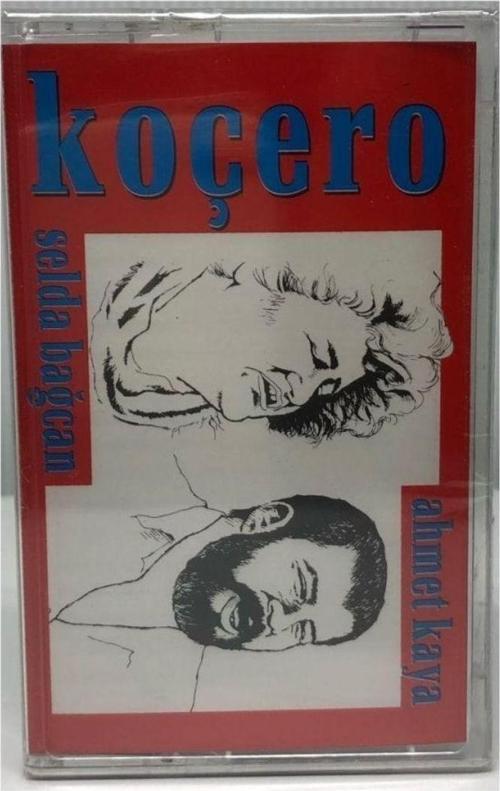 koçero
selda bağcan
ahmet kaya